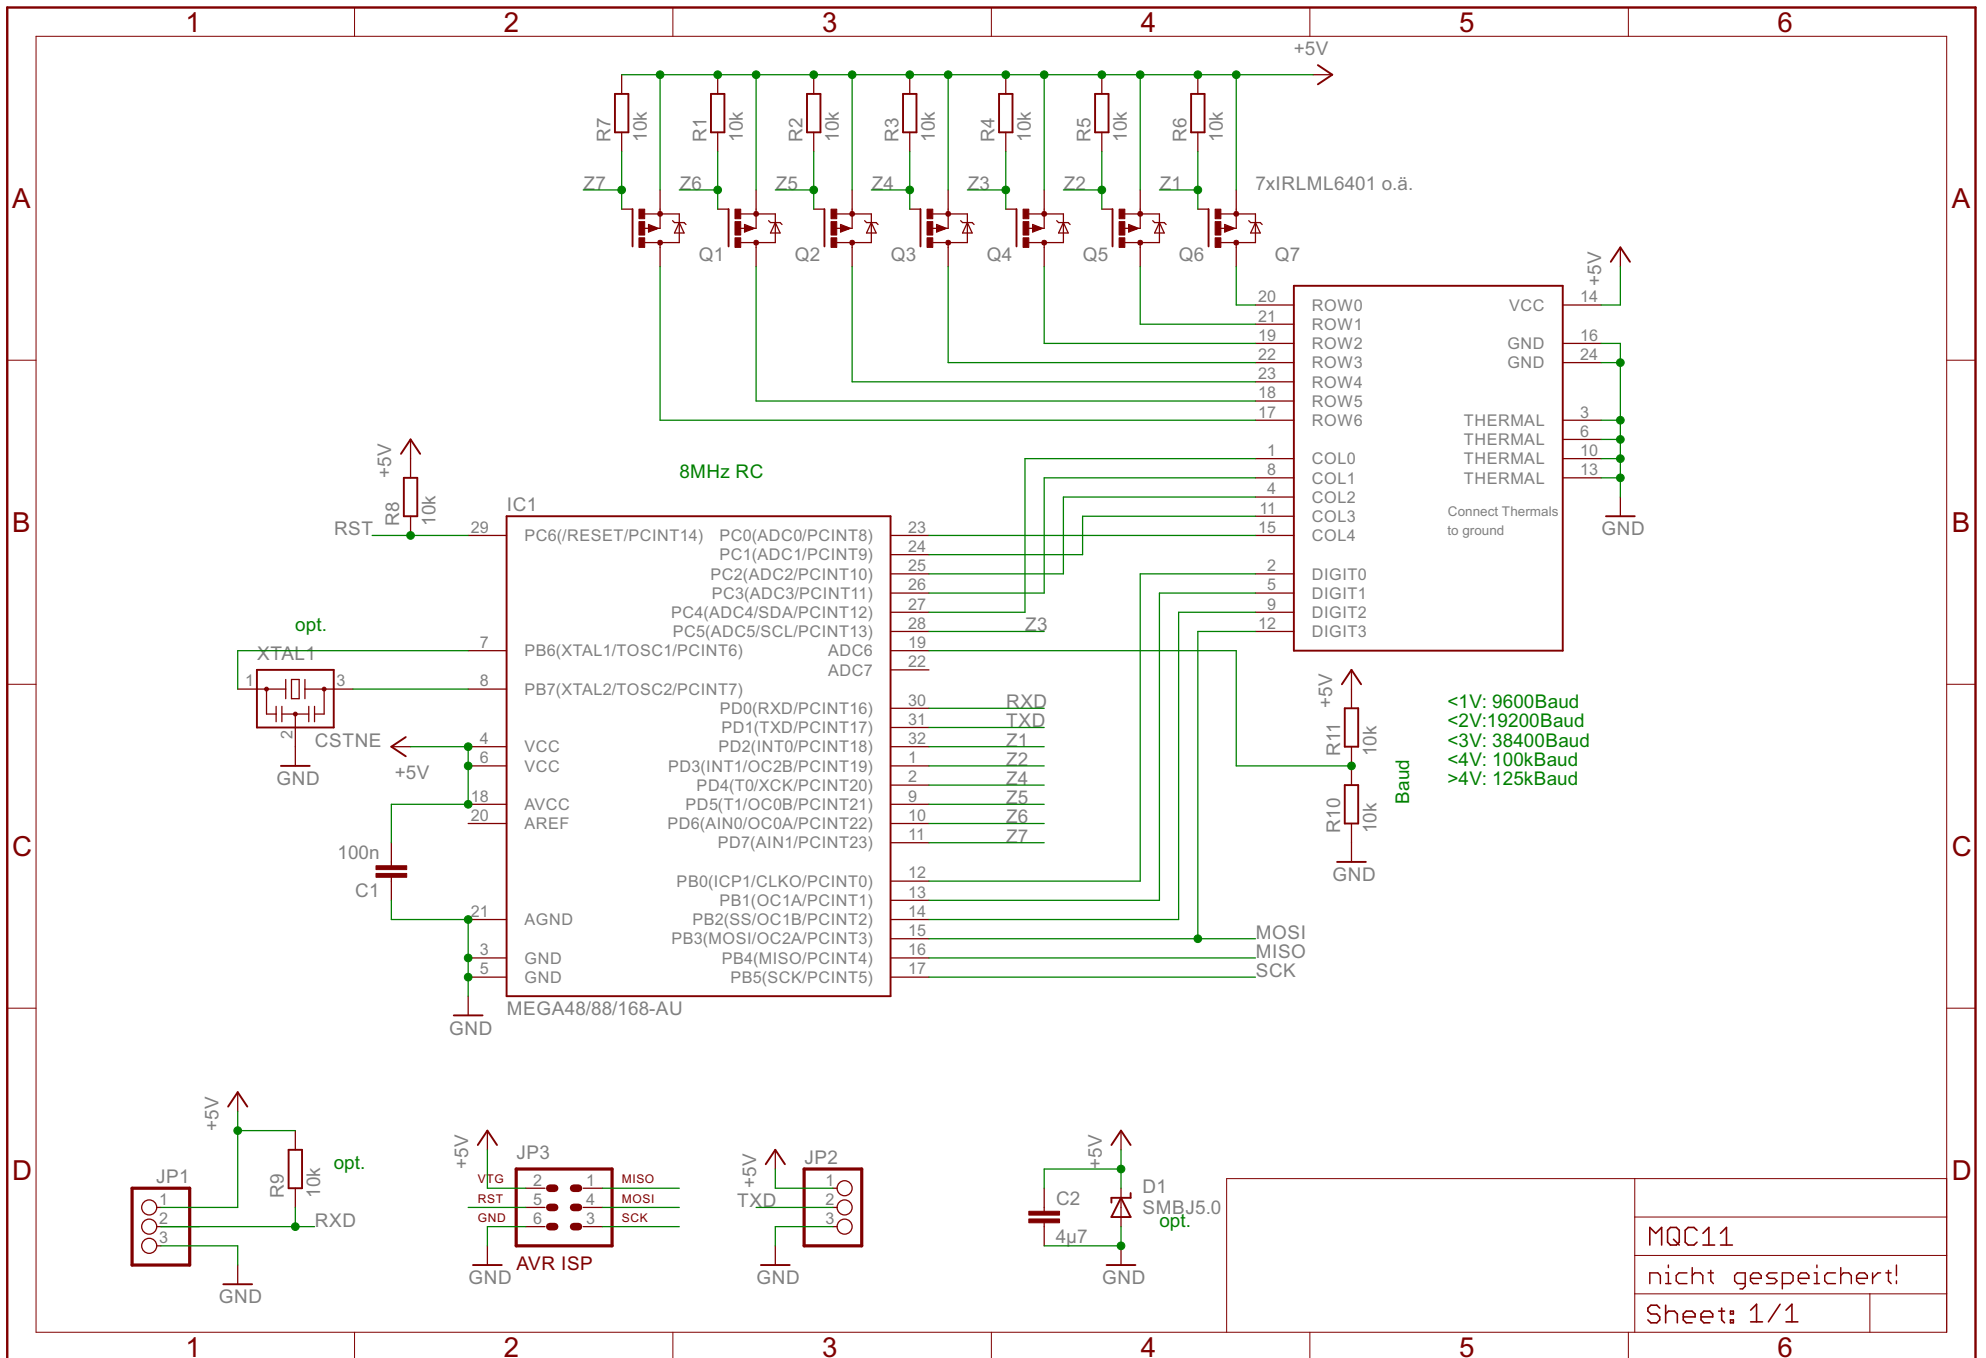 1 2 3 4 5 6
+5V
R7 10k R1 10k R2 10k R3 10k R4 10k R5 10k R6 10k
A A
Z7 Z6 Z5 Z4 Z3 Z2 Z1 7xIRLML6401 o.ä.
Q1 Q2 Q3 Q4 Q5 Q6 Q7
+5V
20 ROW0 VCC 14
21 ROW1
19 ROW2 GND 16
22 ROW3 GND 24
23 ROW4
18 ROW5
17 ROW6 THERMAL 3
THERMAL 6
1 COL0 THERMAL 10
8 COL1 THERMAL 13
4 COL2
11 COL3 Connect Thermals
15 COL4 to ground
GND
2 DIGIT0
5 DIGIT1
9 DIGIT2
12 DIGIT3
B B
+5V
R8 10k
RST
8MHz RC
IC1
29 PC6(/RESET/PCINT14) PC0(ADC0/PCINT8) 23
PC1(ADC1/PCINT9) 24
PC2(ADC2/PCINT10) 25
PC3(ADC3/PCINT11) 26
PC4(ADC4/SDA/PCINT12) 27
PC5(ADC5/SCL/PCINT13) 28 Z3
7 PB6(XTAL1/TOSC1/PCINT6) ADC6 19
ADC7 22
8 PB7(XTAL2/TOSC2/PCINT7)
PD0(RXD/PCINT16) 30 RXD
PD1(TXD/PCINT17) 31 TXD
4 VCC PD2(INT0/PCINT18) 32 Z1
6 VCC PD3(INT1/OC2B/PCINT19) 1 Z2
PD4(T0/XCK/PCINT20) 2 Z4
18 AVCC PD5(T1/OC0B/PCINT21) 9 Z5
20 AREF PD6(AIN0/OC0A/PCINT22) 10 Z6
PD7(AIN1/PCINT23) 11 Z7
PB0(ICP1/CLKO/PCINT0) 12
PB1(OC1A/PCINT1) 13
21 AGND PB2(SS/OC1B/PCINT2) 14
PB3(MOSI/OC2A/PCINT3) 15 MOSI
3 GND PB4(MISO/PCINT4) 16 MISO
5 GND PB5(SCK/PCINT5) 17 SCK
MEGA48/88/168-AU
GND
opt.
XTAL1
1 3
2
CSTNE
GND
+5V
100n
C1
C C
+5V
R11 10k
Baud
R10 10k
GND
<1V: 9600Baud
<2V:19200Baud
<3V: 38400Baud
<4V: 100kBaud
>4V: 125kBaud
D D
+5V
JP1
1
2
3
R9 10k
opt.
RXD
GND
+5V
JP3
VTG 2 1 MISO
RST 5 4 MOSI
GND 6 3 SCK
GND AVR ISP
+5V
JP2
1
TXD 2
3
GND
+5V
C2
4µ7
D1
SMBJ5.0
opt.
GND
MQC11
nicht gespeichert!
Sheet: 1/1
1 2 3 4 5 6